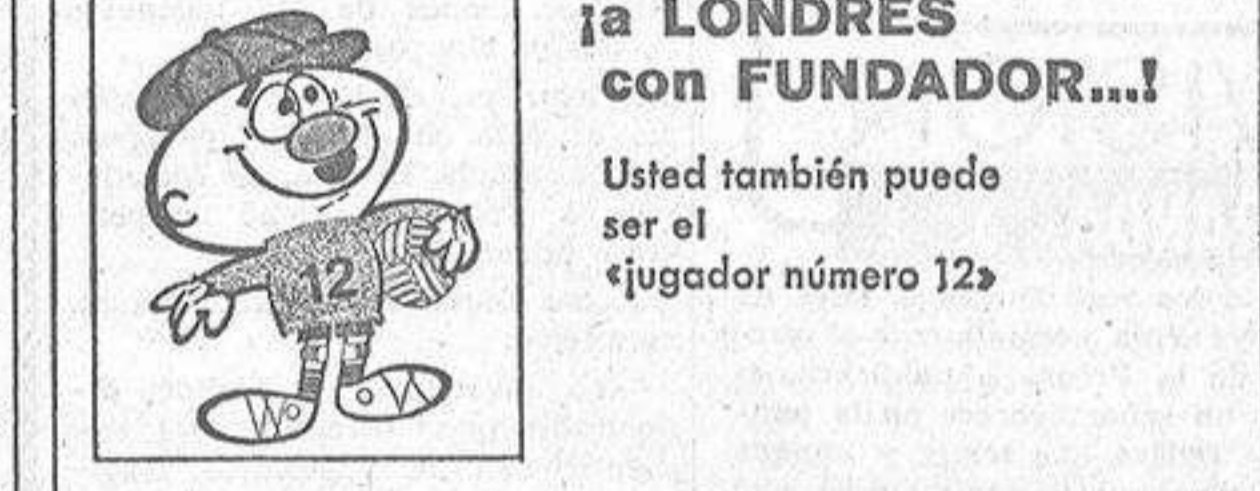 ¡a LONDRES
con FUNDADOR...!
Usted también puede
ser el
«jugador número 12»
12